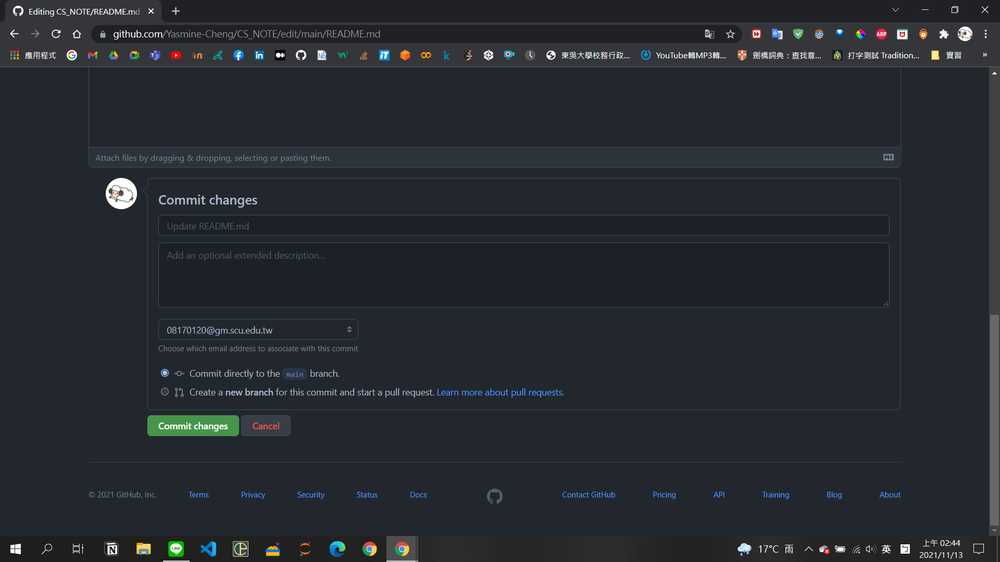 Editing CS_NOTE/README.md
github.com/Yasmine-Cheng/CS_NOTE/edit/main/README.md
應用程式
東吳大學校務行政...
YouTube轉MP3轉...
劍橋詞典：查找意...
打字測試 Tradition...
實習
»
Attach files by dragging & dropping, selecting or pasting them.
Commit changes
Update README.md
Add an optional extended description…
08170120@gm.scu.edu.tw
Choose which email address to associate with this commit
Commit directly to the main branch.
Create a new branch for this commit and start a pull request. Learn more about pull requests.
Commit changes
Cancel
© 2021 GitHub, Inc.
Terms
Privacy
Security
Status
Docs
Contact GitHub
Pricing
API
Training
Blog
About
LINE
17°C 雨
英
上午 02:44
2021/11/13